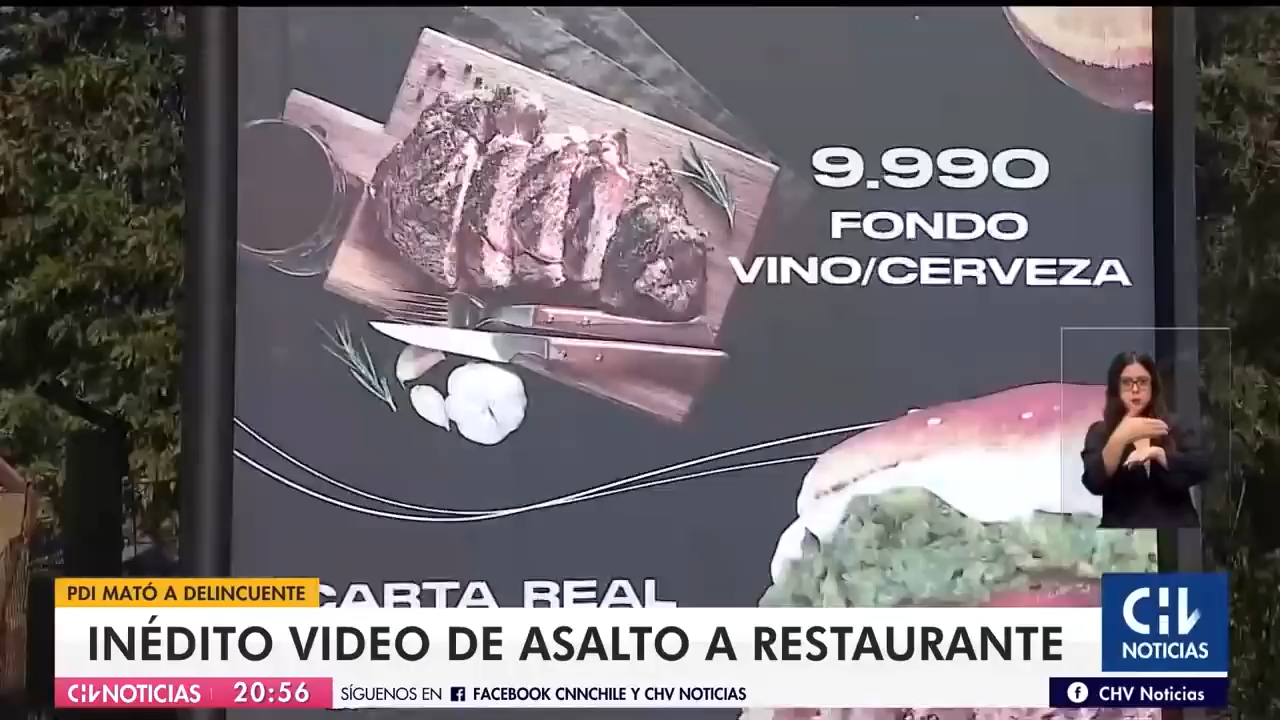 9.990
FONDO
VINO/CERVEZA
CARTA REAL
PDI MATÓ A DELINCUENTE
INÉDITO VIDEO DE ASALTO A RESTAURANTE
CHV
NOTICIAS
CHV NOTICIAS 20:56 SÍGUENOS EN FACEBOOK CNNCHILE Y CHV NOTICIAS
CHV Noticias